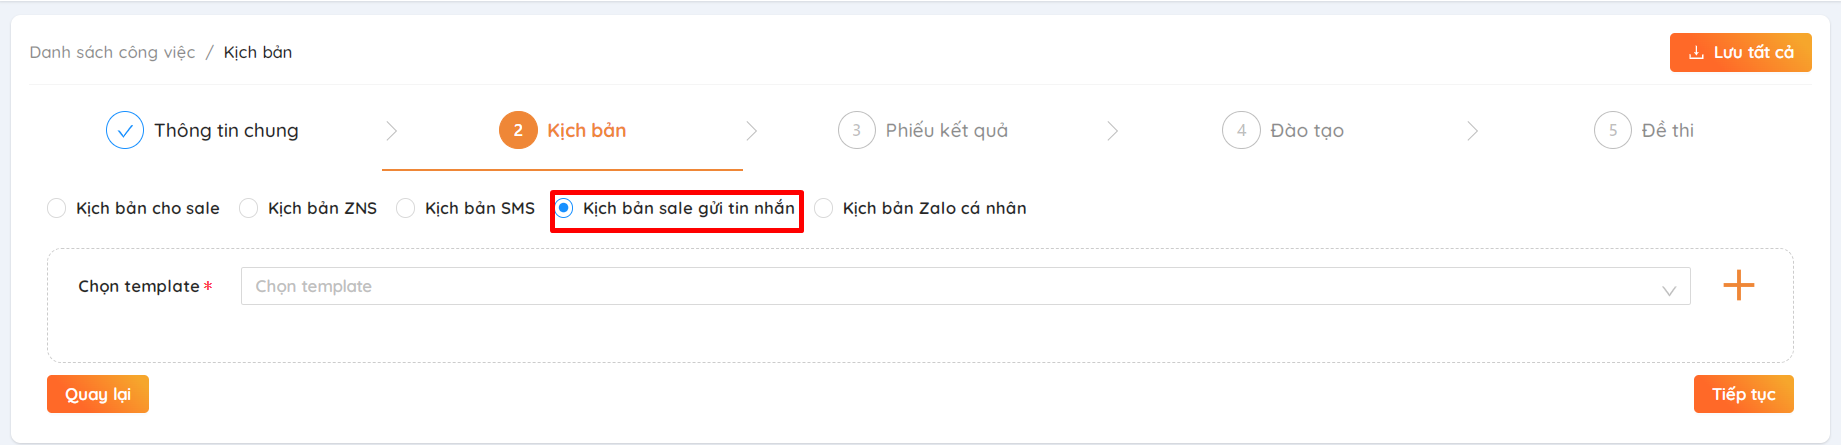 Danh sách công việc / Kịch bản
Lưu tất cả
Thông tin chung
2 Kịch bản
3 Phiếu kết quả
4 Đào tạo
5 Đề thi
Kịch bản cho sale
Kịch bản ZNS
Kịch bản SMS
Kịch bản sale gửi tin nhắn
Kịch bản Zalo cá nhân
Chọn template *
Chọn template
Quay lại
Tiếp tục